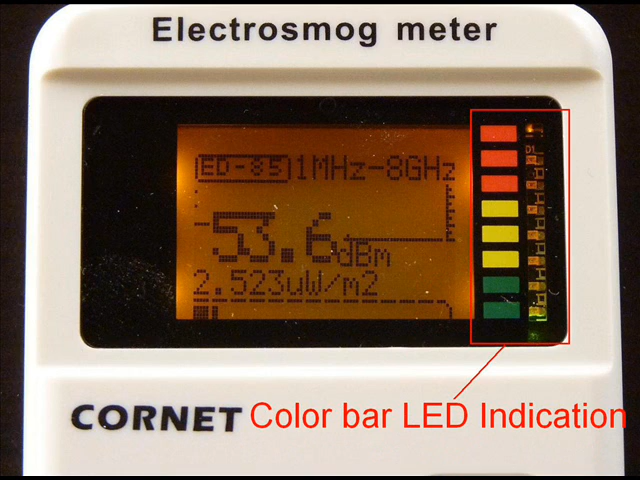 Electrosmog meter
ED-85 1MHz-8GHz
-53.6dBm
2.523uW/m2
CORNET
Color bar LED Indication